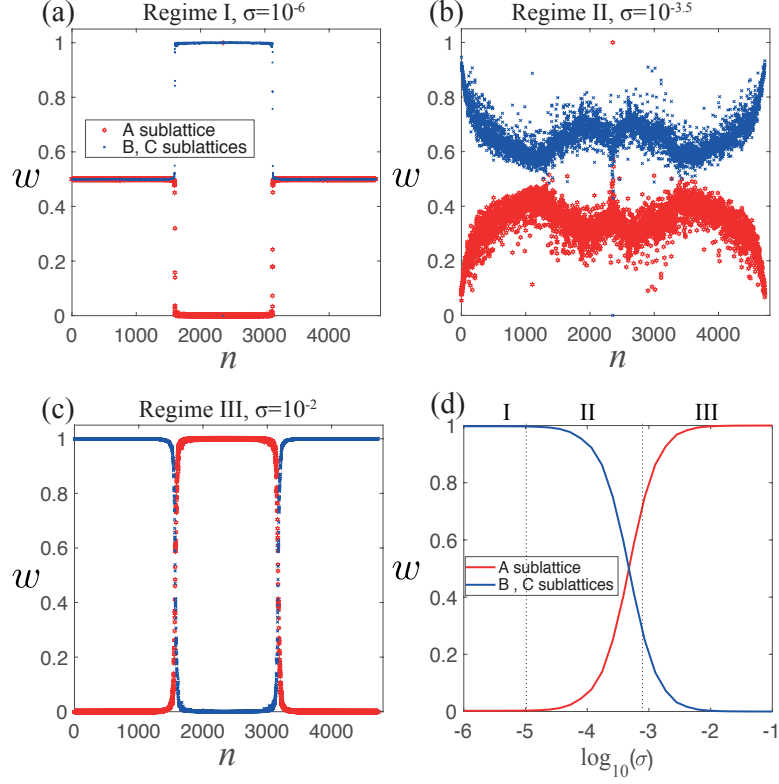 (a) Regime I, σ=10-6
1
0.8
0.6
0.4
0.2
0
w
A sublattice
B, C sublattices
0 1000 2000 3000 4000
n
(b) Regime II, σ=10-3.5
1
0.8
0.6
0.4
0.2
0
w
0 1000 2000 3000 4000
n
(c) Regime III, σ=10-2
1
0.8
0.6
0.4
0.2
0
w
0 1000 2000 3000 4000
n
(d)
I II III
1
0.8
0.6
0.4
0.2
0
w
A sublattice
B , C sublattices
-6 -5 -4 -3 -2 -1
log10(σ)